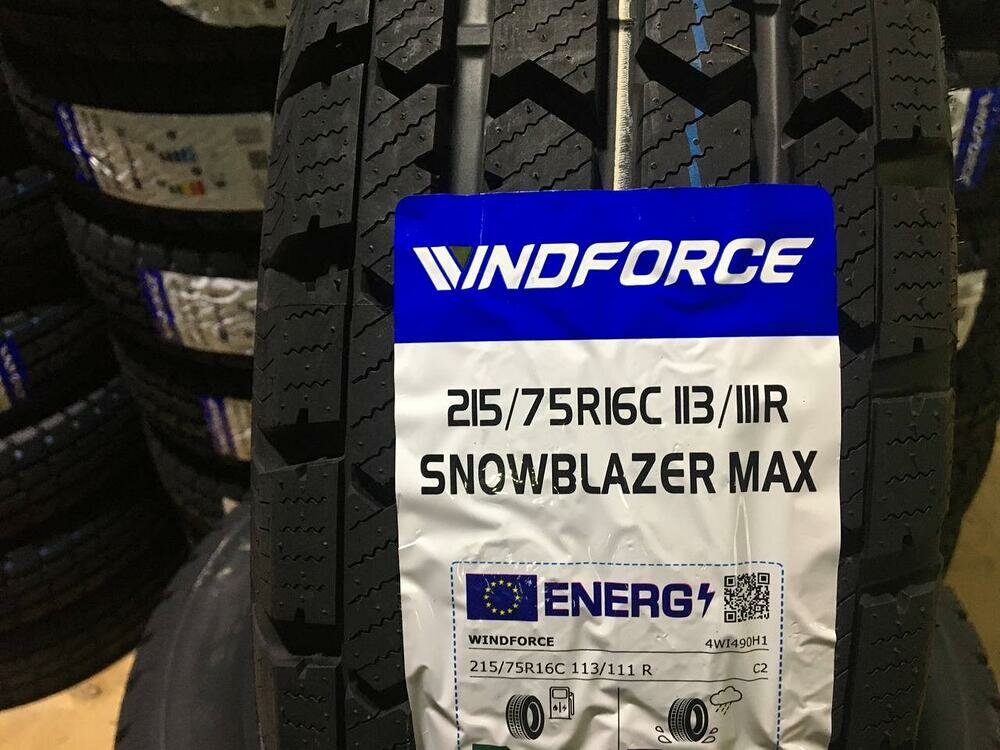 WINDFORCE
215/75R16C 113/111R
SNOWBLAZER MAX
ENERG
WINDFORCE 4WI490H1
215/75R16C 113/111 R C2